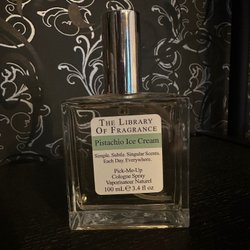 The Library
Of Fragrance
Pistachio Ice Cream
Simple. Subtle. Singular Scents.
Each Day. Everywhere.
Pick-Me-Up
Cologne Spray
Vaporisateur Naturel
100 mL ℮ 3.4 fl oz